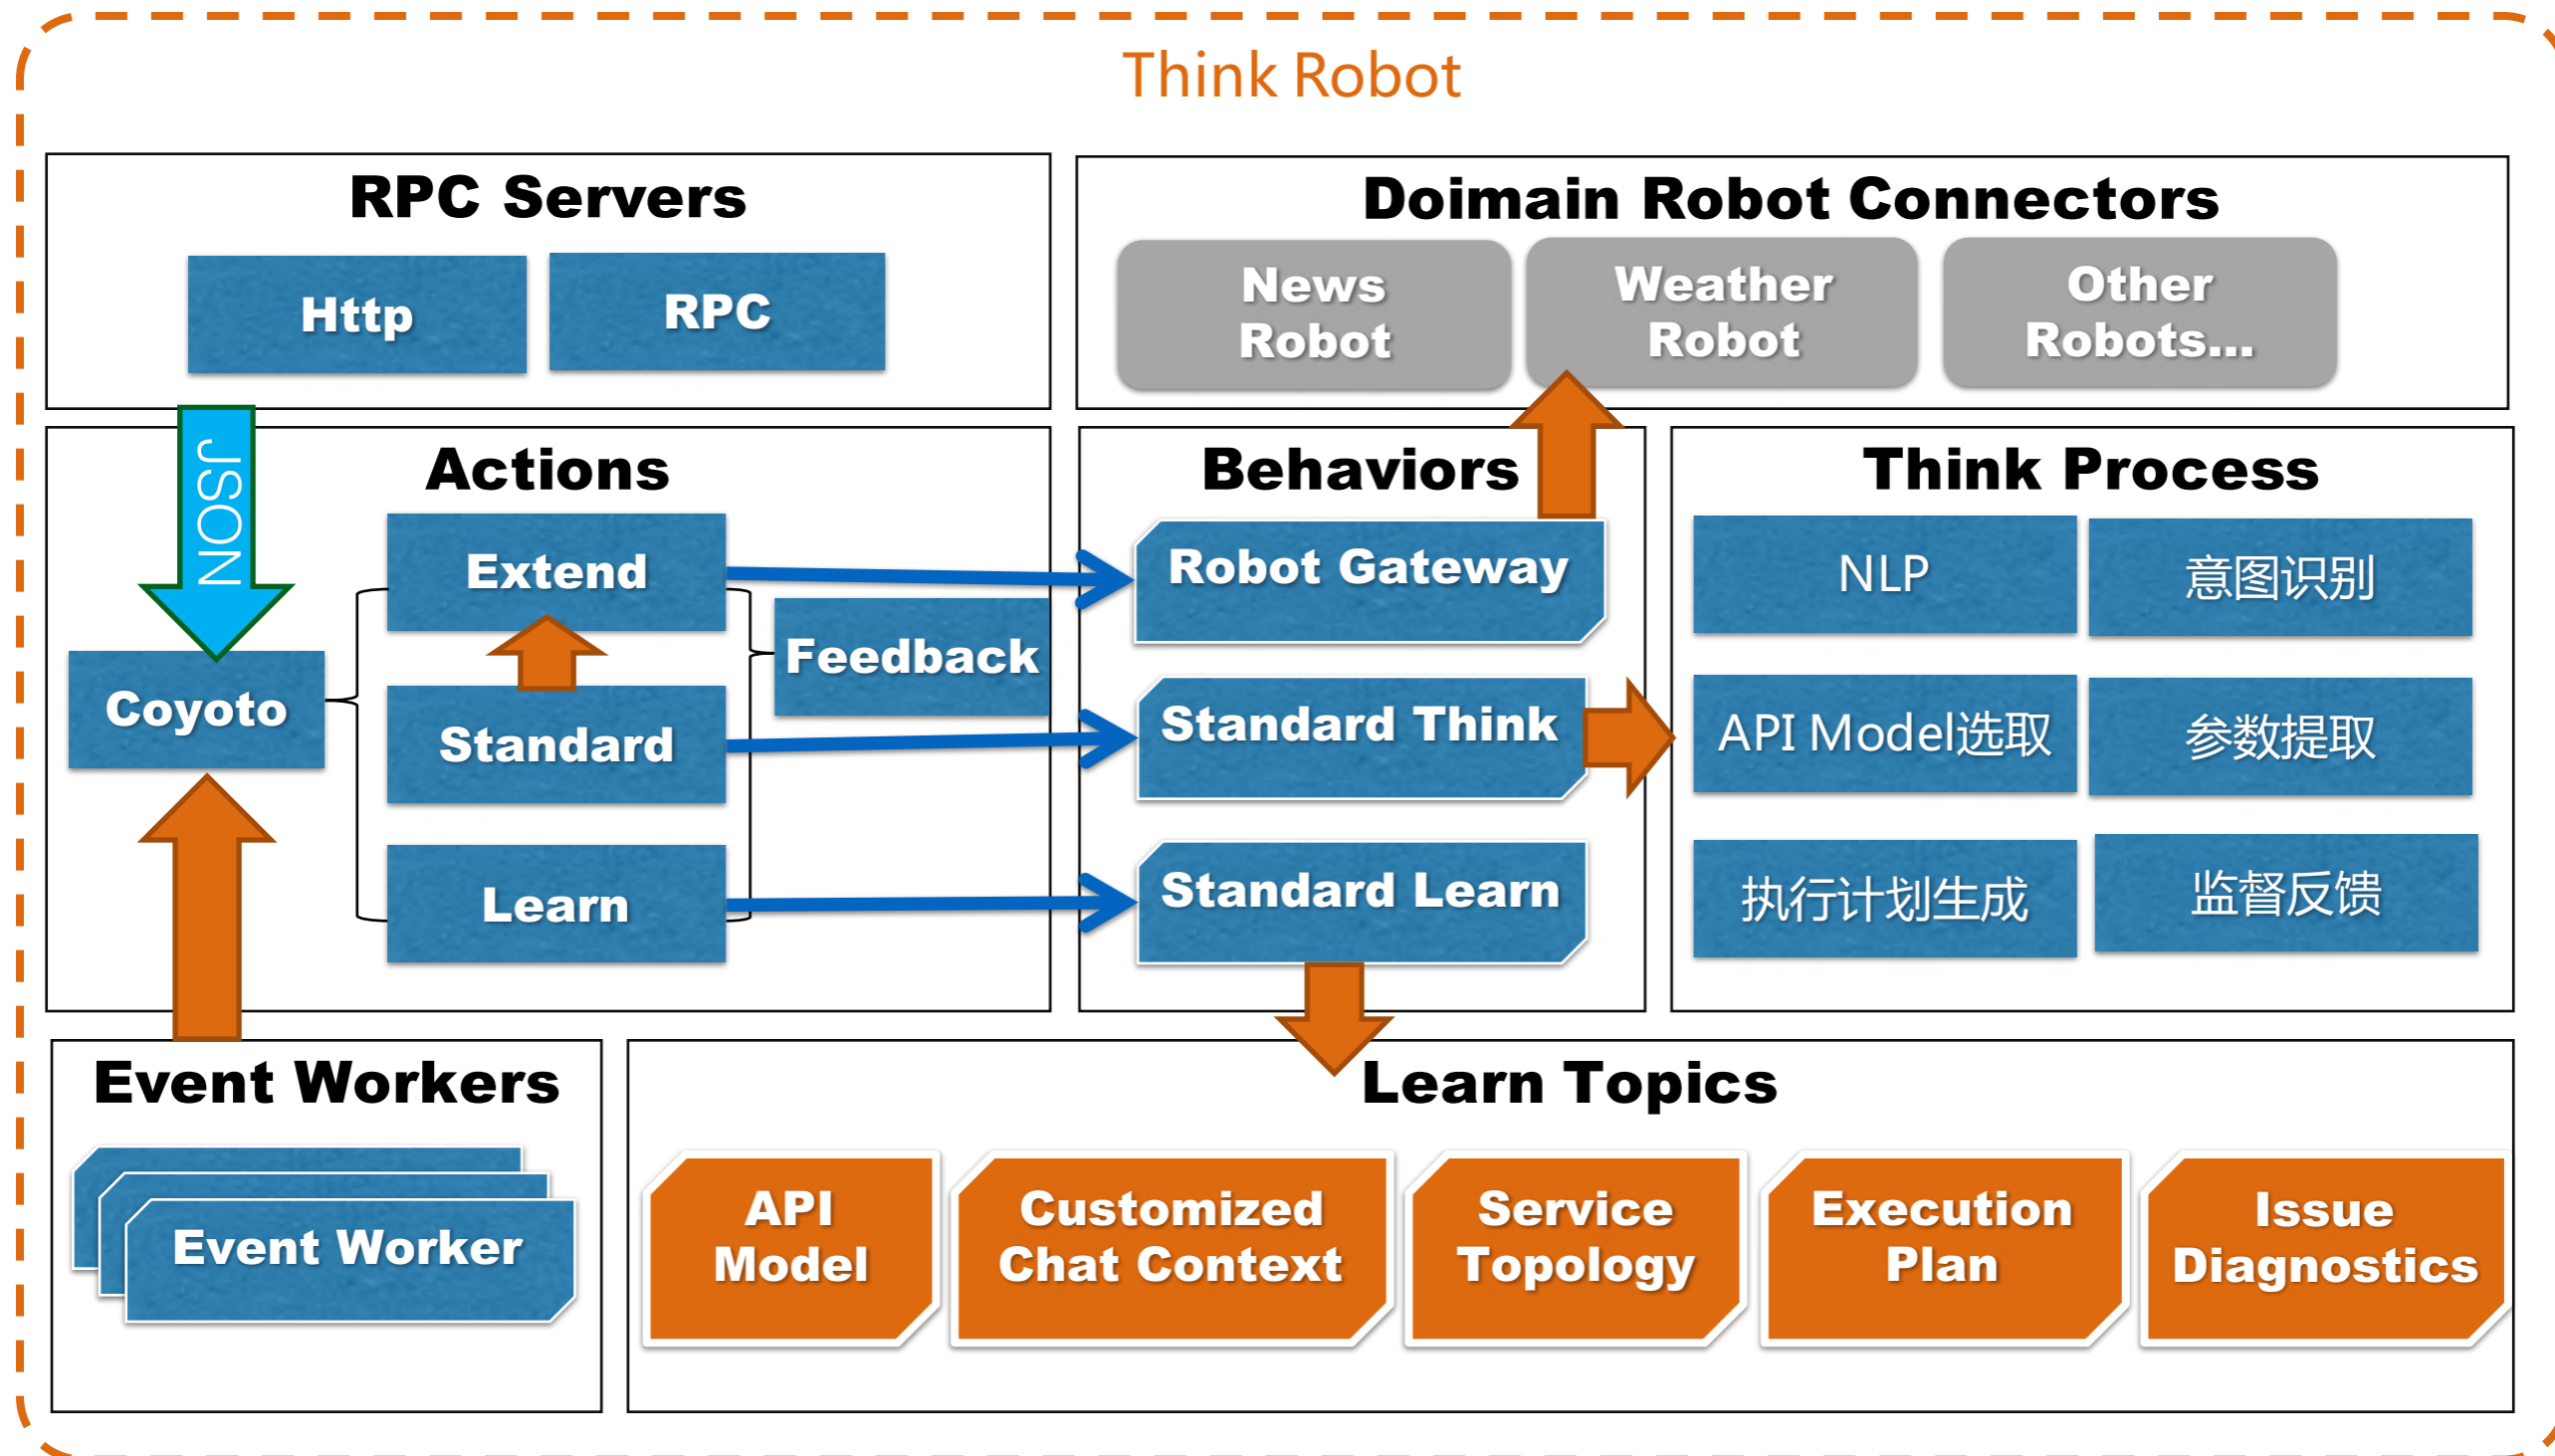 Think Robot
RPC Servers
Http
RPC
Doimain Robot Connectors
News
Robot
Weather
Robot
Other
Robots...
JSON
Actions
Extend
Feedback
Coyoto
Standard
Learn
Behaviors
Robot Gateway
Standard Think
Standard Learn
Think Process
NLP
意图识别
API Model选取
参数提取
执行计划生成
监督反馈
Event Workers
Event Worker
Learn Topics
API
Model
Customized
Chat Context
Service
Topology
Execution
Plan
Issue
Diagnostics